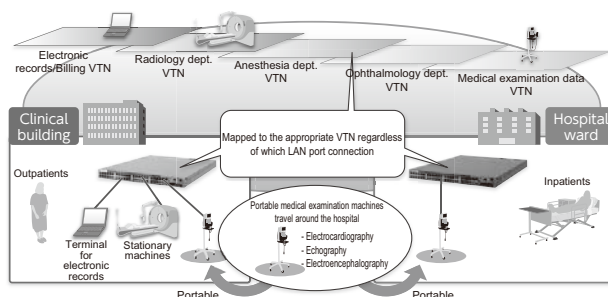 Electronic
records/Billing VTN
Radiology dept.
VTN
Anesthesia dept.
VTN
Ophthalmology dept.
VTN
Medical examination data
VTN
Clinical
building
Hospital
ward
Mapped to the appropriate VTN regardless
of which LAN port connection
Outpatients
Inpatients
Portable medical examination machines
travel around the hospital
- Electrocardiography
- Echography
- Electroencephalography
Terminal
for
electronic
records
Stationary
machines
Portable
Portable